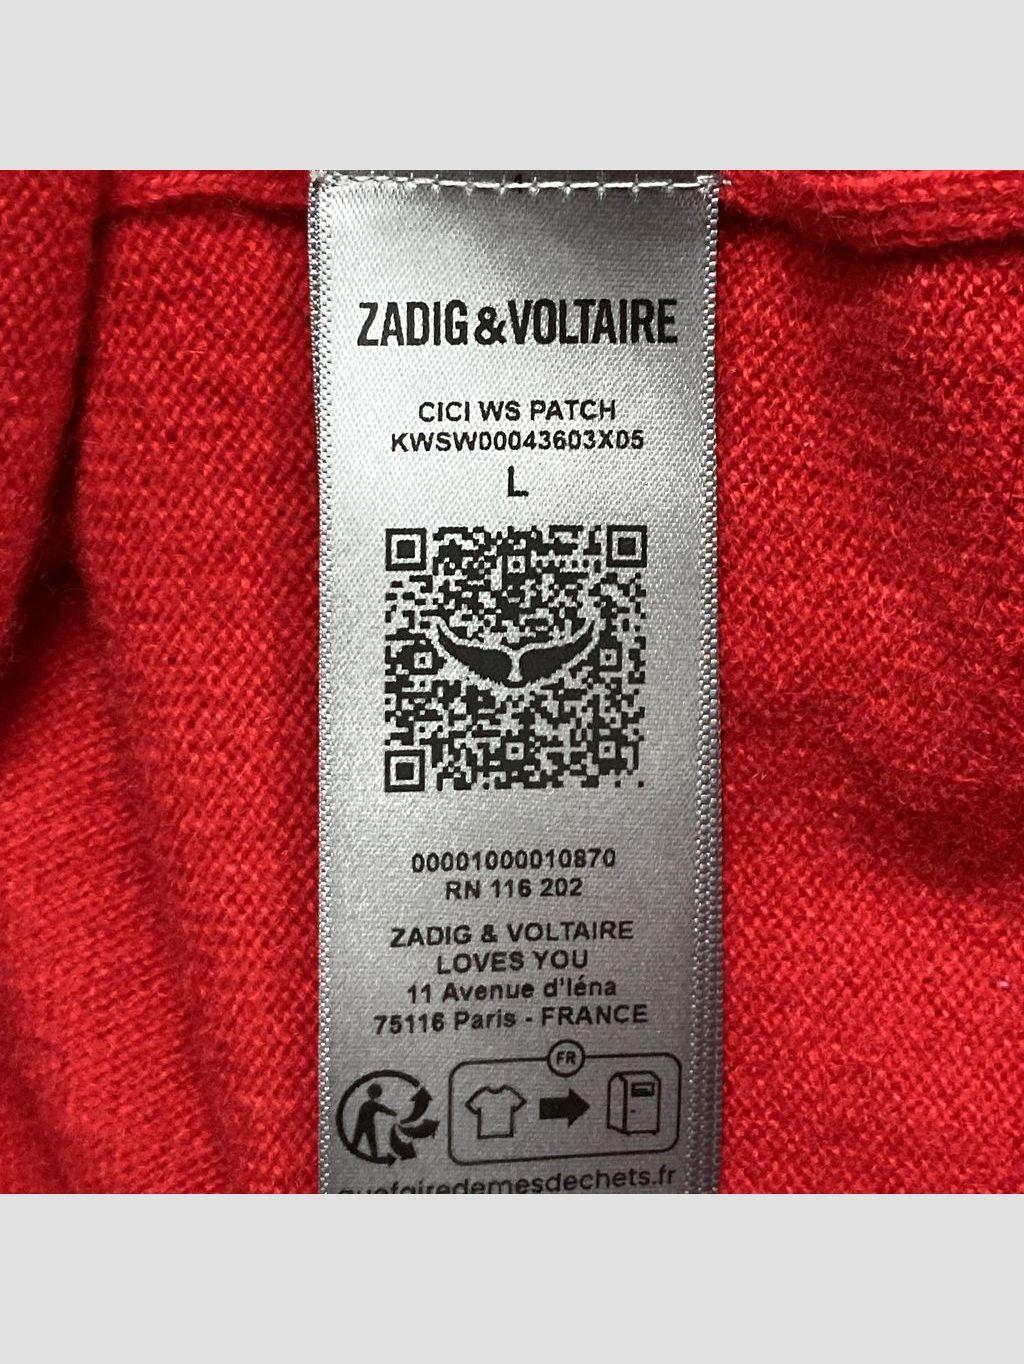 ZADIG&VOLTAIRE
CICI WS PATCH
KWSW00043603X05
L
00001000010870
RN 116 202
ZADIG & VOLTAIRE
LOVES YOU
11 Avenue d'Iéna
75116 Paris - FRANCE
FR
quefairedemesdechets.fr